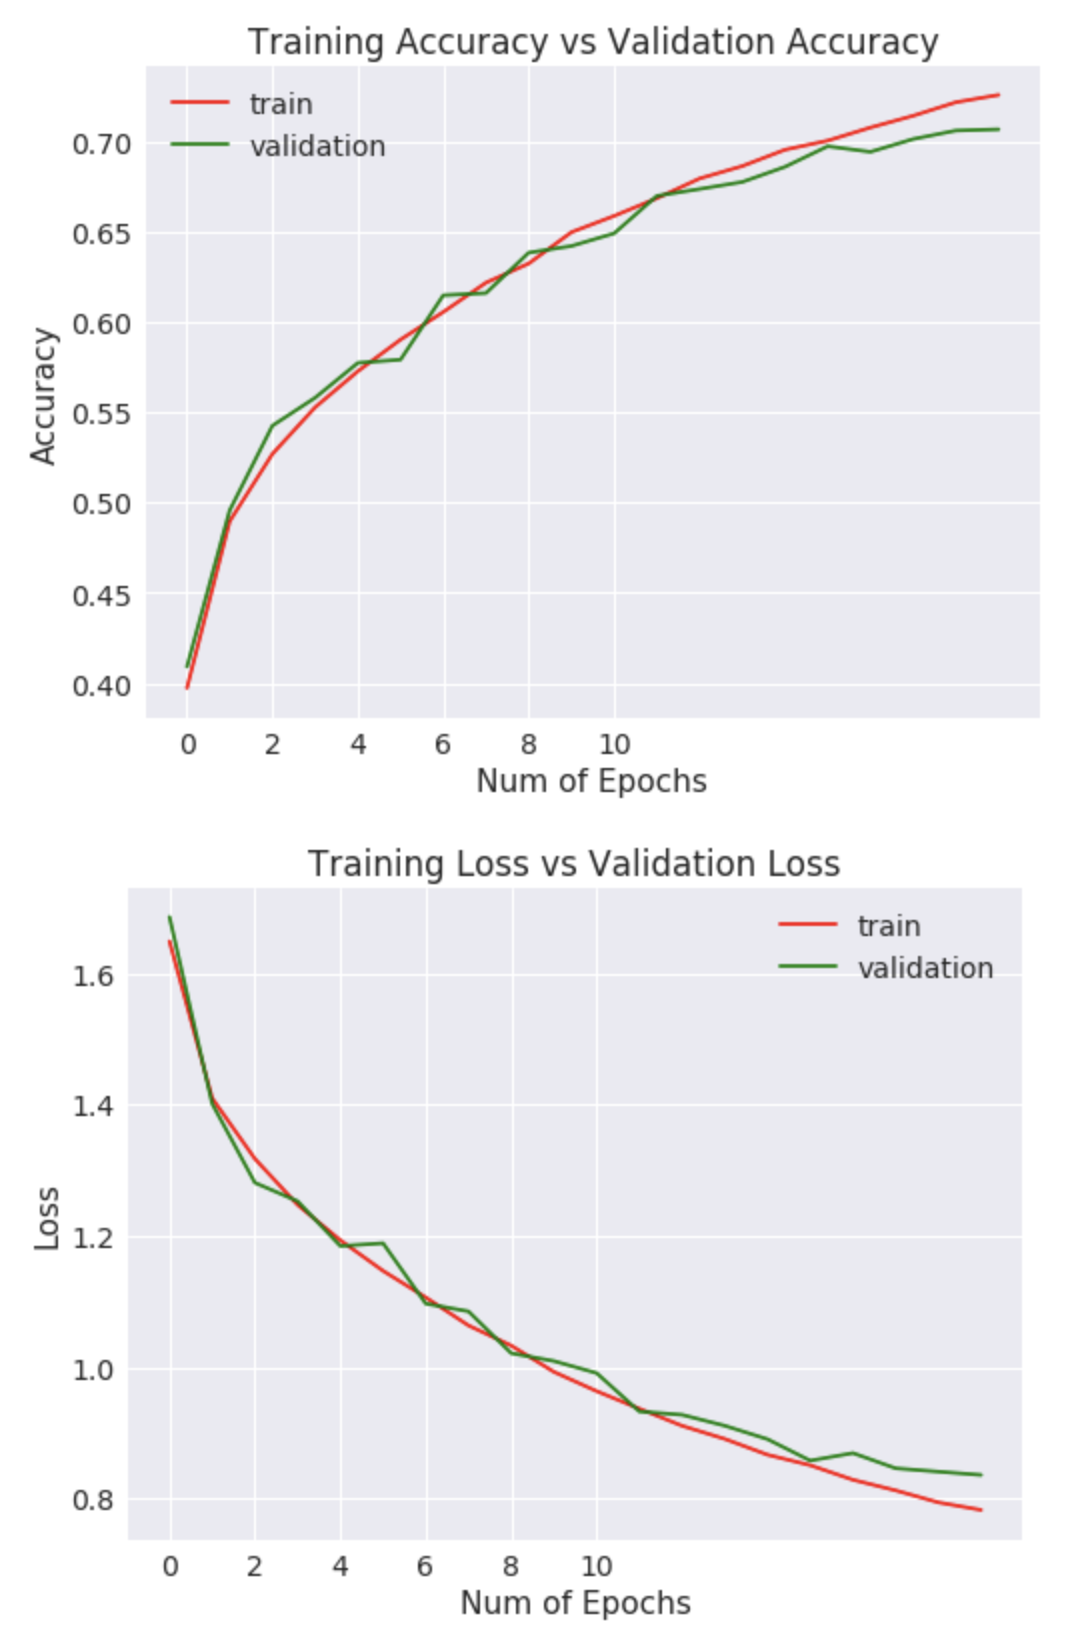 Training Accuracy vs Validation Accuracy
train
validation
0.70
0.65
0.60
0.55
0.50
0.45
0.40
Accuracy
0 2 4 6 8 10
Num of Epochs
Training Loss vs Validation Loss
train
validation
1.6
1.4
1.2
1.0
0.8
Loss
0 2 4 6 8 10
Num of Epochs